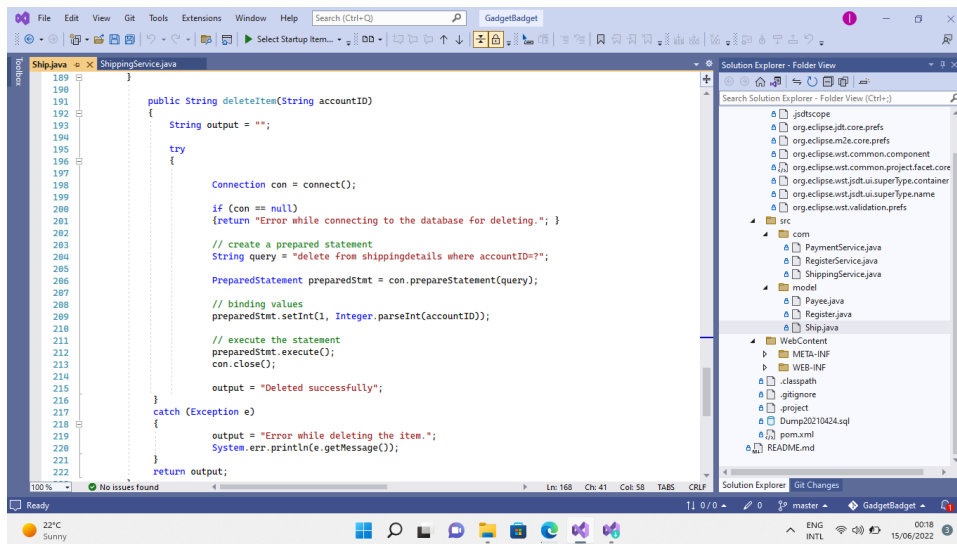 File Edit View Git Tools Extensions Window Help Search (Ctrl+Q) GadgetBadget I
Select Startup Item...
Toolbox
Ship.java ShippingService.java
189 }
190
191 public String deleteItem(String accountID)
192 {
193 String output = "";
194
195 try
196 {
197
198 Connection con = connect();
199
200 if (con == null)
201 {return "Error while connecting to the database for deleting."; }
202
203 // create a prepared statement
204 String query = "delete from shippingdetails where accountID=?";
205
206 PreparedStatement preparedStmt = con.prepareStatement(query);
207
208 // binding values
209 preparedStmt.setInt(1, Integer.parseInt(accountID));
210
211 // execute the statement
212 preparedStmt.execute();
213 con.close();
214
215 output = "Deleted successfully";
216 }
217 catch (Exception e)
218 {
219 output = "Error while deleting the item.";
220 System.err.println(e.getMessage());
221 }
222 return output;
100 % No issues found Ln: 168 Ch: 41 Col: 58 TABS CRLF
Solution Explorer - Folder View
Search Solution Explorer - Folder View (Ctrl+;)
.jsdtscope
org.eclipse.jdt.core.prefs
org.eclipse.m2e.core.prefs
org.eclipse.wst.common.component
org.eclipse.wst.common.project.facet.core
org.eclipse.wst.jsdt.ui.superType.container
org.eclipse.wst.jsdt.ui.superType.name
org.eclipse.wst.validation.prefs
src
com
PaymentService.java
RegisterService.java
ShippingService.java
model
Payee.java
Register.java
Ship.java
WebContent
META-INF
WEB-INF
.classpath
.gitignore
.project
Dump20210424.sql
pom.xml
README.md
Solution Explorer Git Changes
Ready 0 / 0 0 master GadgetBadget 1
22°C
Sunny
ENG
INTL
00:18
15/06/2022
3